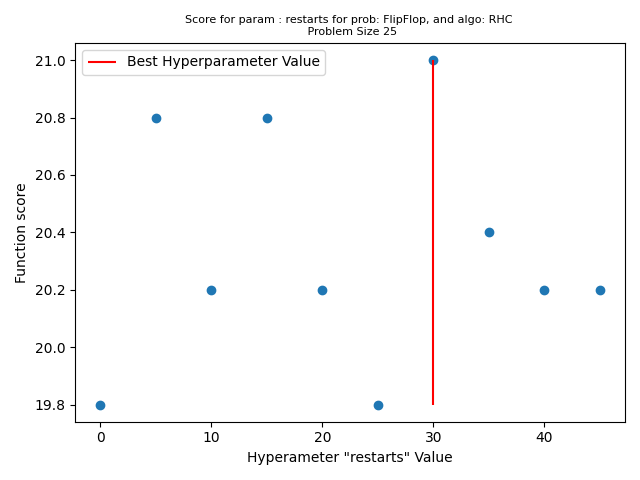 Score for param : restarts for prob: FlipFlop, and algo: RHC
Problem Size 25
Best Hyperparameter Value
21.0
20.8
20.6
20.4
20.2
20.0
19.8
Function score
0 10 20 30 40
Hyperameter "restarts" Value